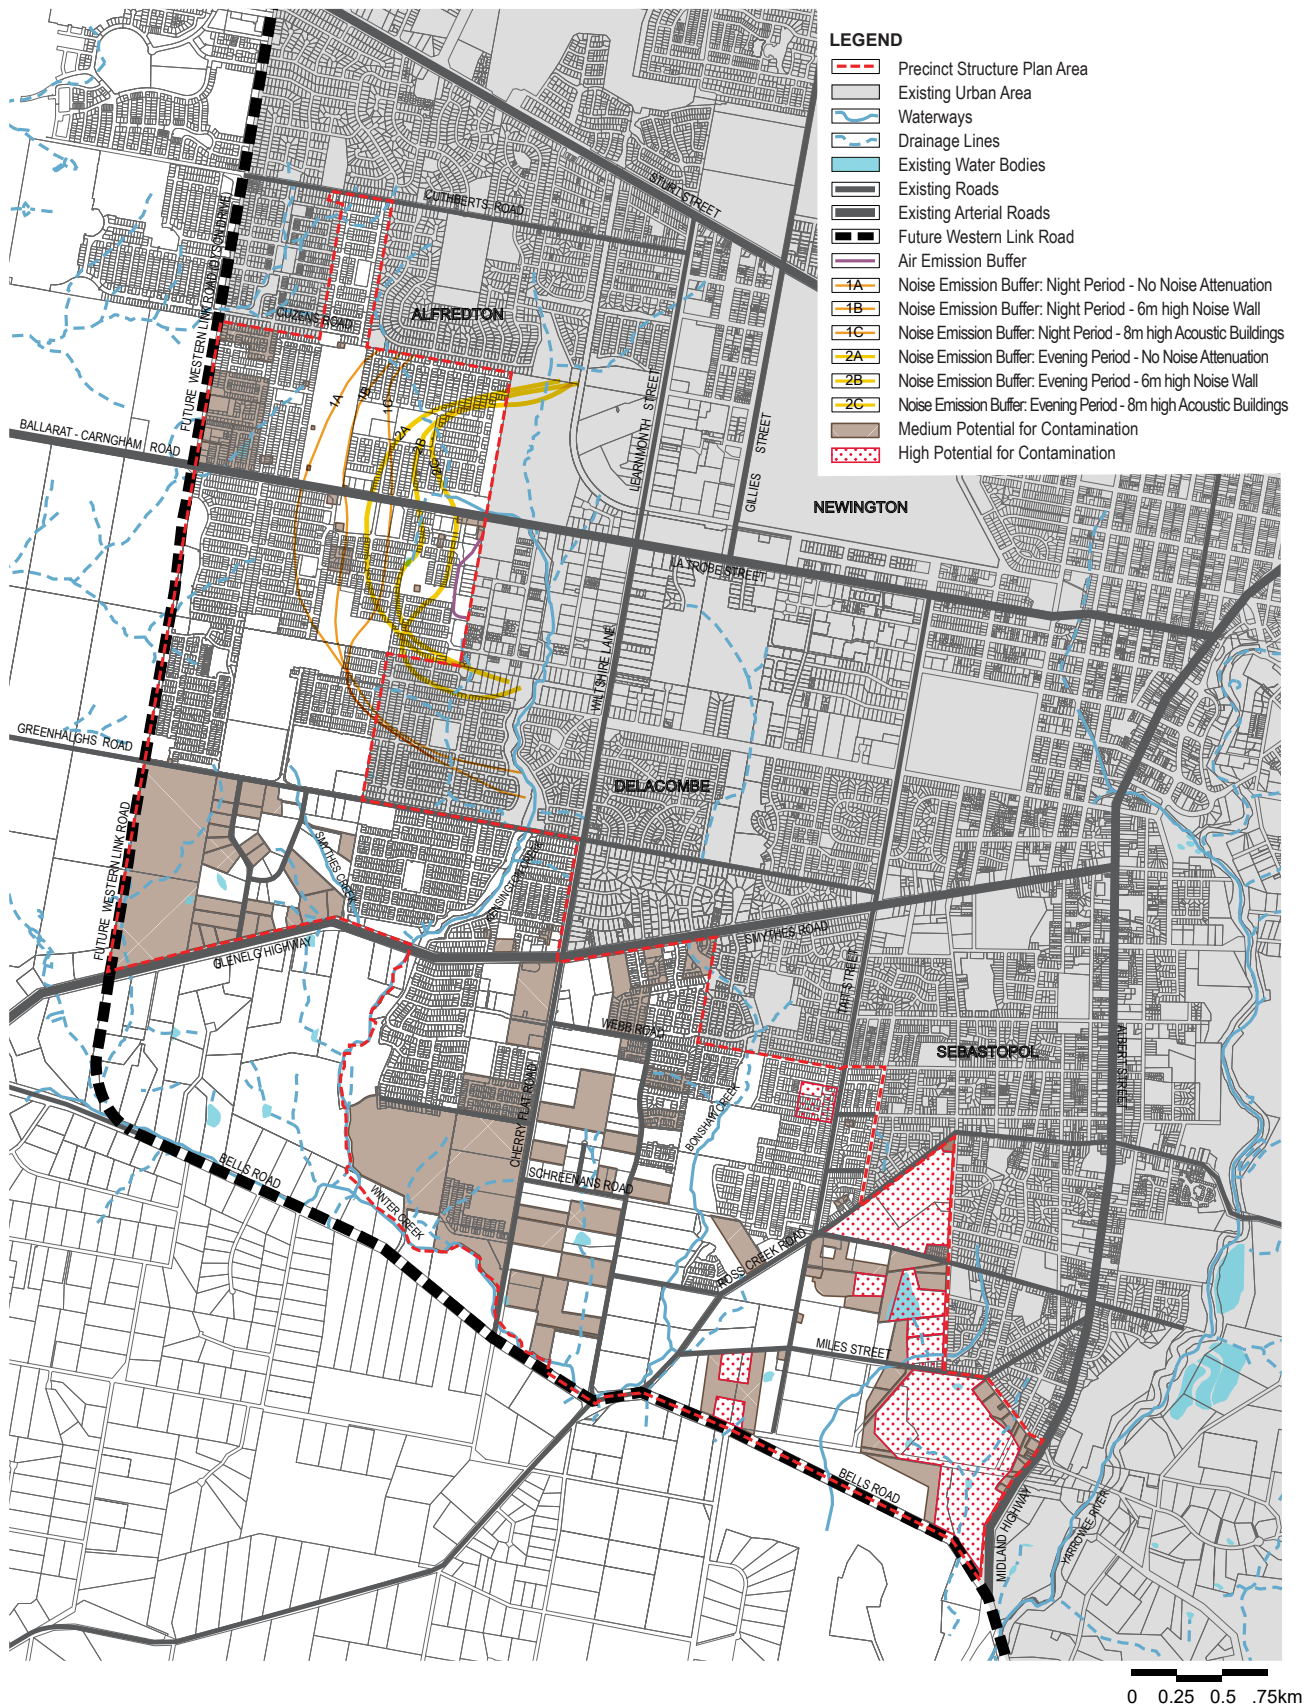 LEGEND
Precinct Structure Plan Area
Existing Urban Area
Waterways
Drainage Lines
Existing Water Bodies
Existing Roads
Existing Arterial Roads
Future Western Link Road
Air Emission Buffer
1A Noise Emission Buffer: Night Period - No Noise Attenuation
1B Noise Emission Buffer: Night Period - 6m high Noise Wall
1C Noise Emission Buffer: Night Period - 8m high Acoustic Buildings
2A Noise Emission Buffer: Evening Period - No Noise Attenuation
2B Noise Emission Buffer: Evening Period - 6m high Noise Wall
2C Noise Emission Buffer: Evening Period - 8m high Acoustic Buildings
Medium Potential for Contamination
High Potential for Contamination
STURT STREET
CUTHBERTS ROAD
FUTURE WESTERN LINK ROAD
CUZENS ROAD
ALFREDTON
1A
1B
1C
2A
2B
BALLARAT - CARNGHAM ROAD
LEARNMONTH STREET
GILLIES STREET
NEWINGTON
LA TROBE STREET
WILTSHIRE LANE
GREENHALGHS ROAD
DELACOMBE
FUTURE WESTERN LINK ROAD
SMYTHES CREEK
KENSINGTON CREEK
GLENELG HIGHWAY
SMYTHES ROAD
TAIT STREET
WEBB ROAD
SEBASTOPOL
ALBERT STREET
CHERRY FLAT ROAD
BONSHAW CREEK
BELLS ROAD
SCHREENANS ROAD
WINTER CREEK
ROSS CREEK ROAD
MILES STREET
BELLS ROAD
MIDLAND HIGHWAY
YARROWEE RIVER
0 0.25 0.5 .75km